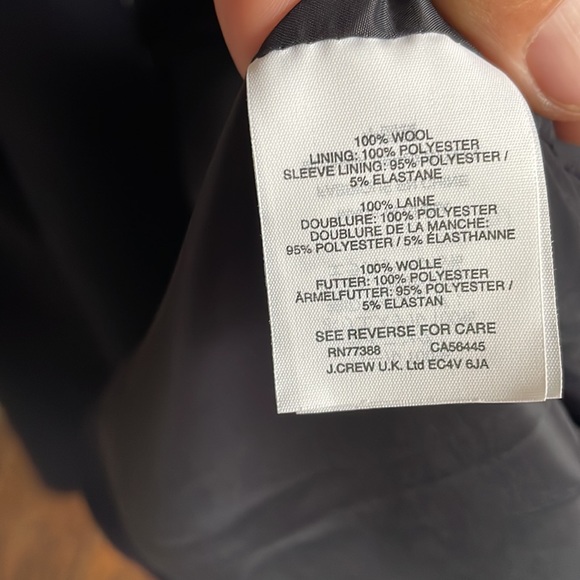 100% WOOL
LINING: 100% POLYESTER
SLEEVE LINING: 95% POLYESTER /
5% ELASTANE
100% LAINE
DOUBLURE: 100% POLYESTER
DOUBLURE DE LA MANCHE:
95% POLYESTER / 5% ÉLASTHANNE
100% WOLLE
FUTTER: 100% POLYESTER
ÄRMELFUTTER: 95% POLYESTER /
5% ELASTAN
SEE REVERSE FOR CARE
RN77388 CA56445
J.CREW U.K. Ltd EC4V 6JA